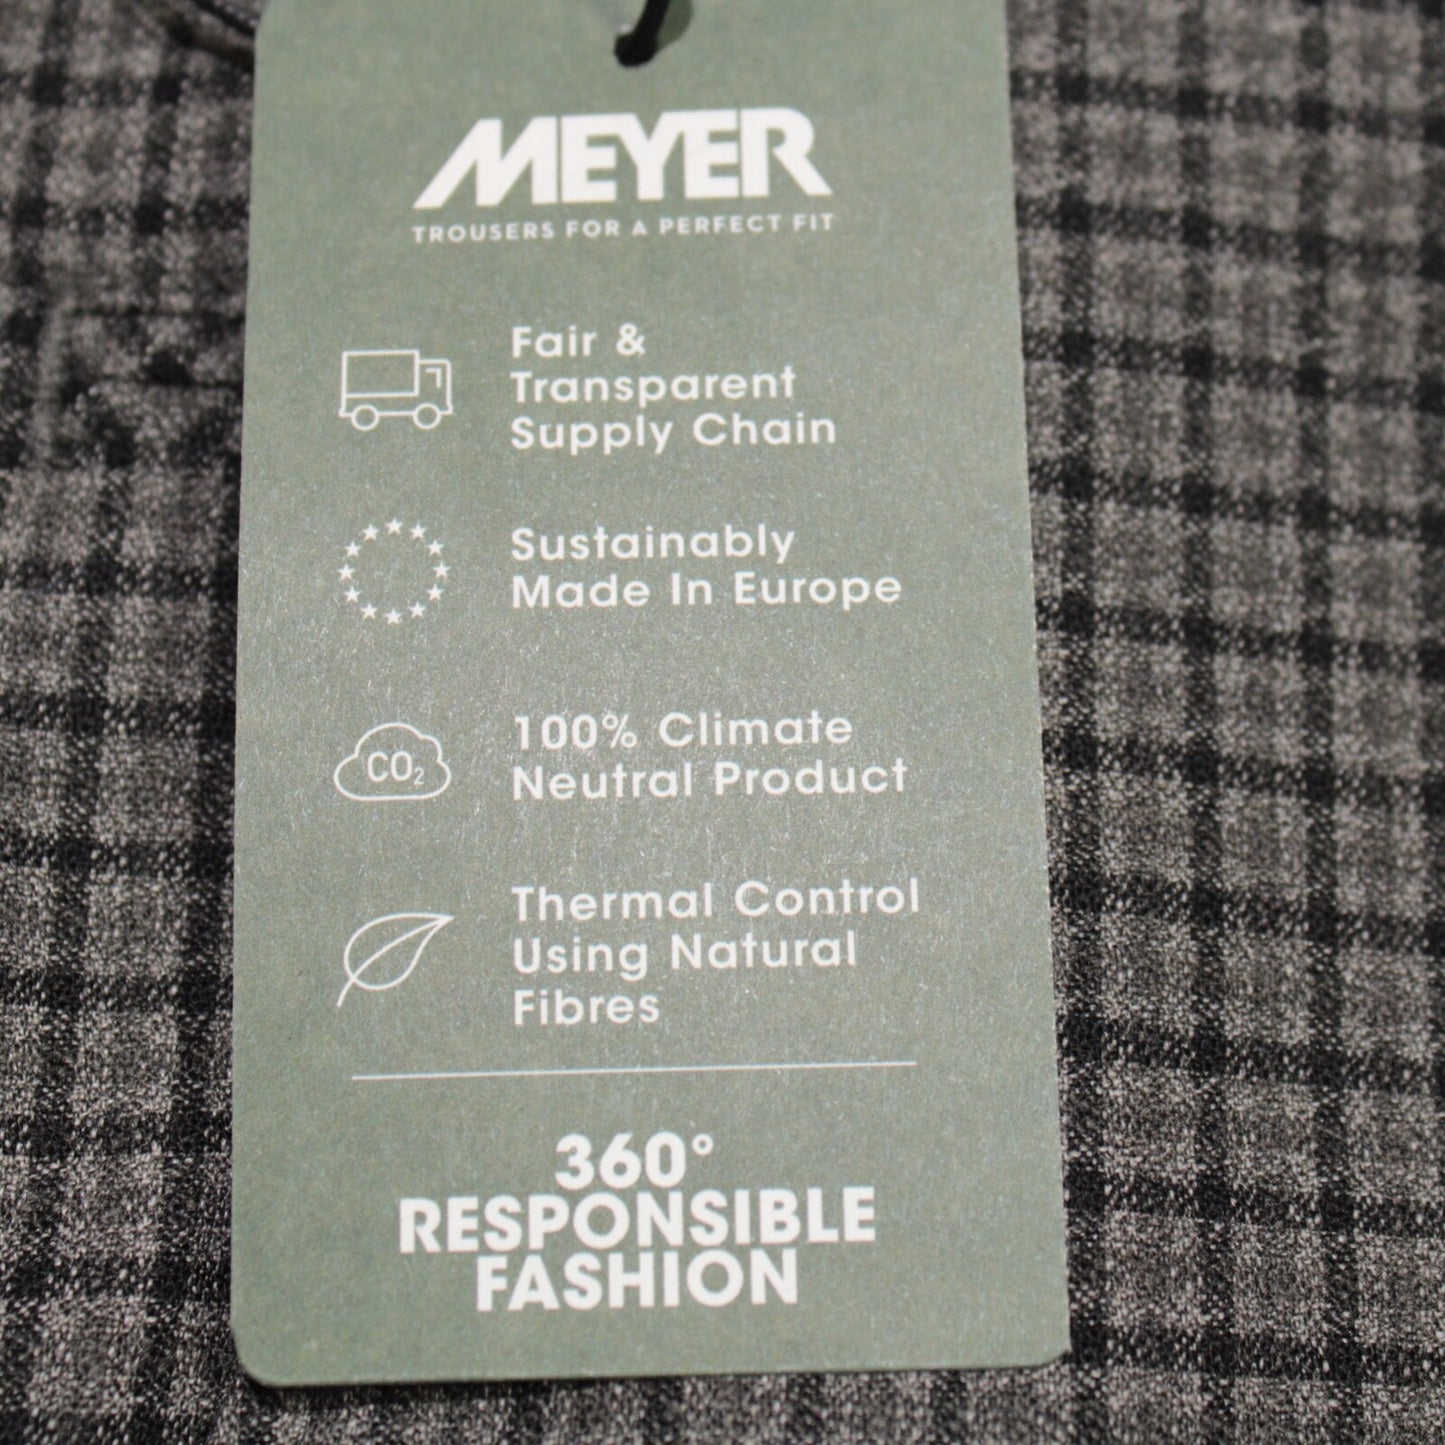 MEYER
TROUSERS FOR A PERFECT FIT
Fair &
Transparent
Supply Chain
Sustainably
Made In Europe
CO₂
100% Climate
Neutral Product
Thermal Control
Using Natural
Fibres
360°
RESPONSIBLE
FASHION